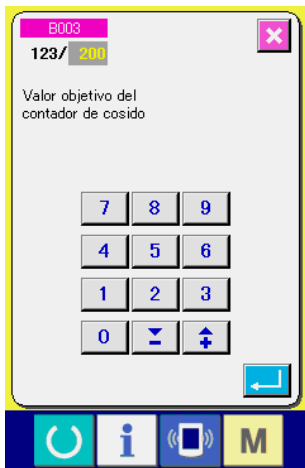 B003
123/ 200
Valor objetivo del
contador de cosido
7 8 9
4 5 6
1 2 3
0
i M